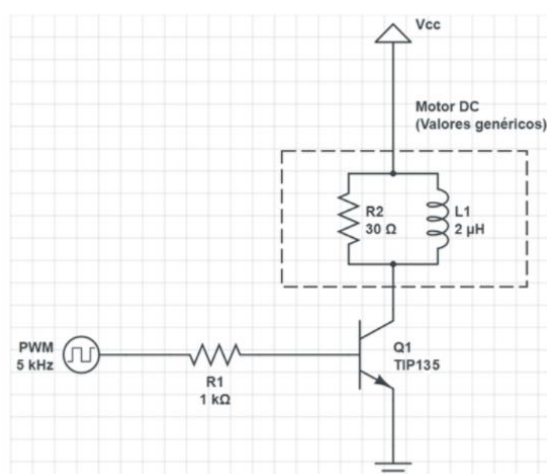 Vcc
Motor DC
(Valores genéricos)
R2
30 Ω
L1
2 μH
PWM
5 kHz
R1
1 kΩ
Q1
TIP135